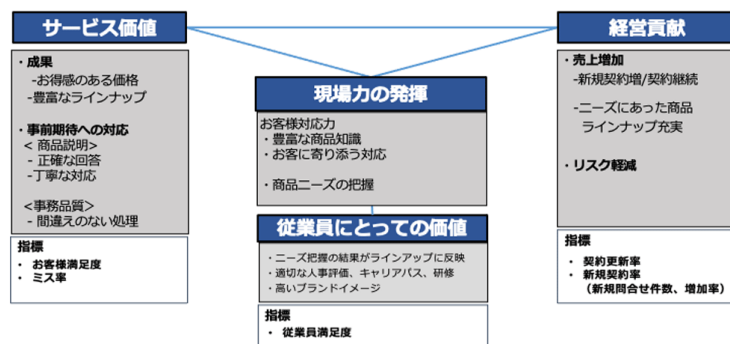 サービス価値
・成果
-お得感のある価格
-豊富なラインナップ
・事前期待への対応
< 商品説明>
- 正確な回答
-丁寧な対応
<事務品質>
- 間違えのない処理
指標
・ お客様満足度
・ ミス率
現場力の発揮
お客様対応力
・豊富な商品知識
・お客に寄り添う対応
・商品ニーズの把握
従業員にとっての価値
・ニーズ把握の結果がラインアップに反映
・適切な人事評価、キャリアパス、研修
・高いブランドイメージ
指標
・ 従業員満足度
経営貢献
・売上増加
-新規契約増/契約継続
-ニーズにあった商品
ラインナップ充実
・リスク軽減
指標
・ 契約更新率
・ 新規契約率
（新規問合せ件数、増加率）